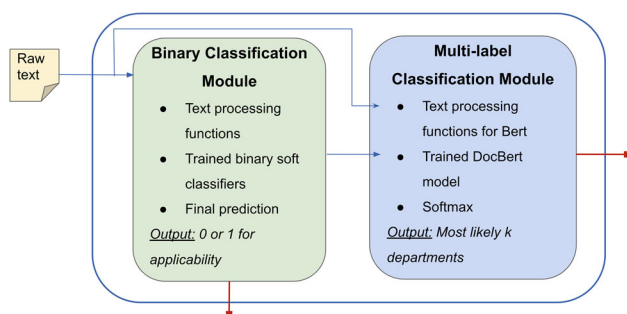 Raw
text
Binary Classification
Module
● Text processing
functions
● Trained binary soft
classifiers
● Final prediction
Output: 0 or 1 for
applicability
Multi-label
Classification Module
● Text processing
functions for Bert
● Trained DocBert
model
● Softmax
Output: Most likely k
departments